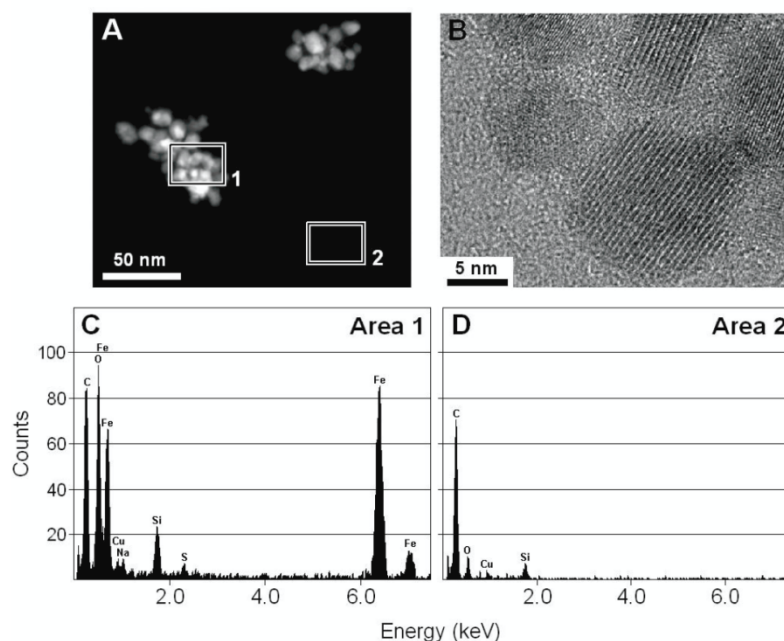 A
1
2
50 nm
B
5 nm
C
Area 1
Counts
100
80
60
40
20
C
Fe
O
Fe
Cu
Na
Si
S
Fe
Fe
2.0
4.0
6.0
D
Area 2
C
O
Cu
Si
2.0
4.0
6.0
Energy (keV)